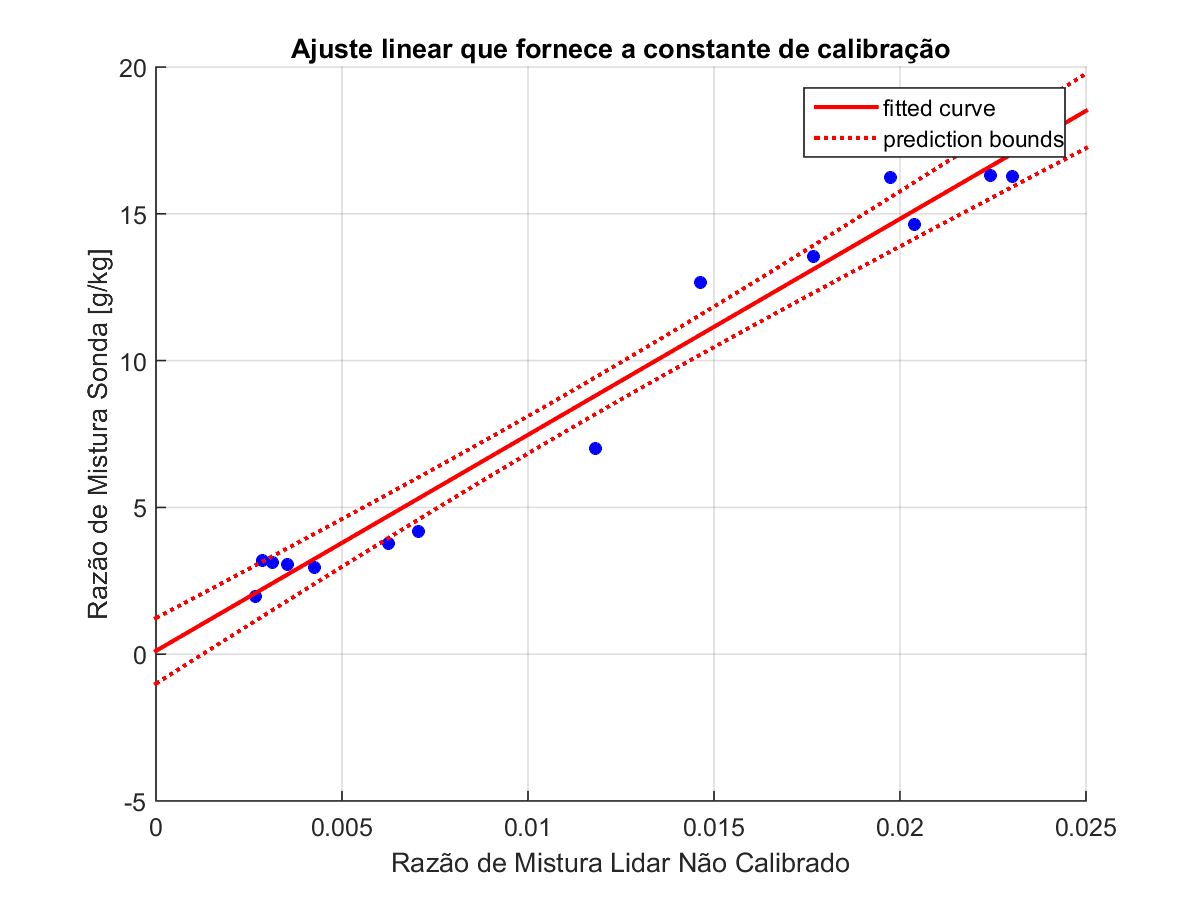 Ajuste linear que fornece a constante de calibração
fitted curve
prediction bounds
20
15
10
5
0
-5
Razão de Mistura Sonda [g/kg]
0
0.005
0.01
0.015
0.02
0.025
Razão de Mistura Lidar Não Calibrado